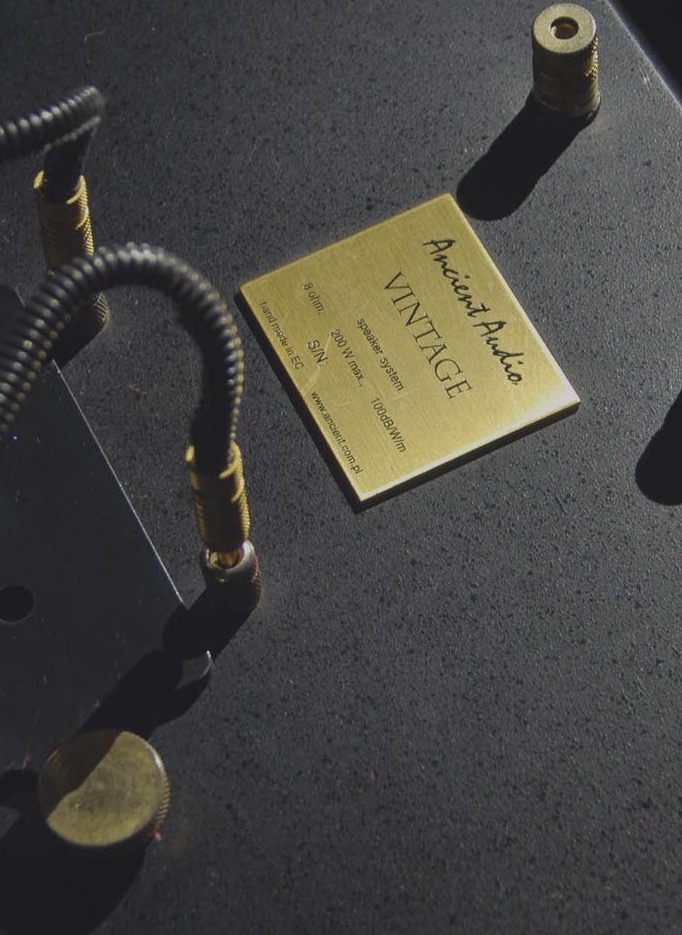 Ancient Audio
VINTAGE
speaker system
8 ohm, 200 W max., 100dB/W/m
S/N:
hand made in EC www.ancient.com.pl